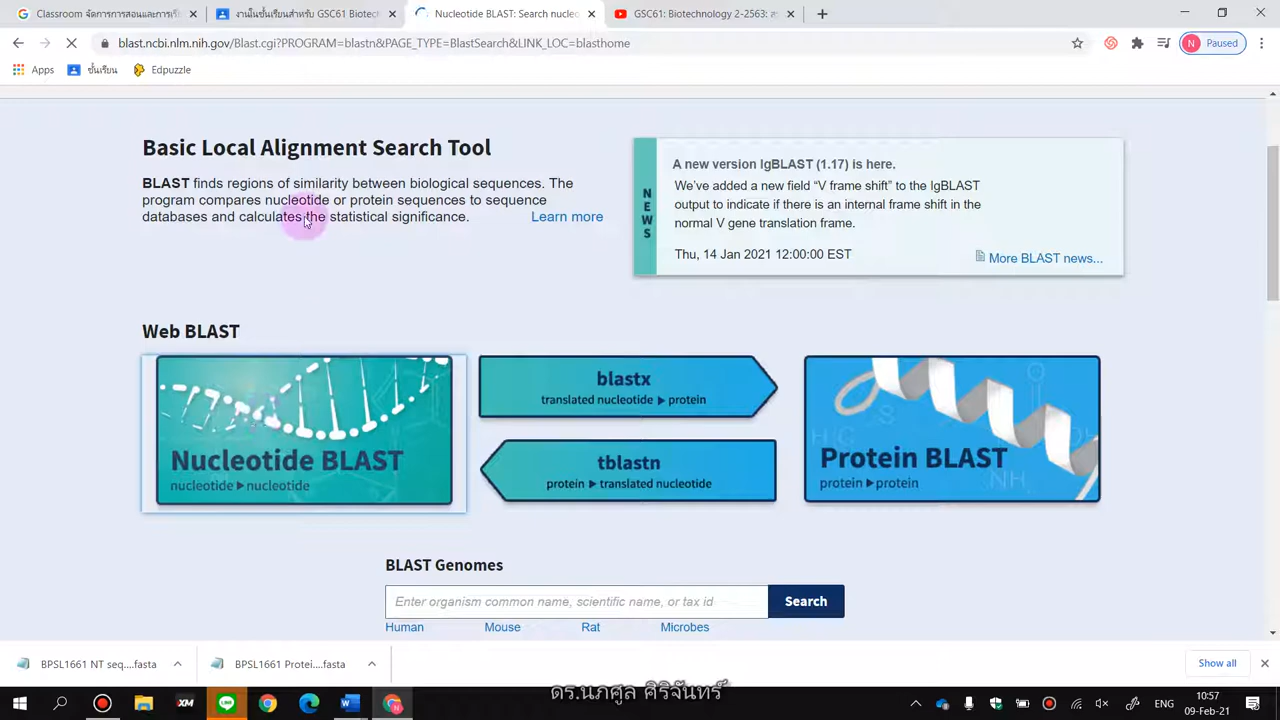 Classroom จัดการการสอนและการเรี
งานในชั้นเรียนสำหรับ GSC61 Biotech
Nucleotide BLAST: Search nucleo
GSC61: Biotechnology 2-2563: ส
blast.ncbi.nlm.nih.gov/Blast.cgi?PROGRAM=blastn&PAGE_TYPE=BlastSearch&LINK_LOC=blasthome
N Paused
Apps
ชั้นเรียน
Edpuzzle
Basic Local Alignment Search Tool
BLAST finds regions of similarity between biological sequences. The
program compares nucleotide or protein sequences to sequence
databases and calculates the statistical significance.
Learn more
NEWS
A new version IgBLAST (1.17) is here.
We've added a new field “V frame shift” to the IgBLAST
output to indicate if there is an internal frame shift in the
normal V gene translation frame.
Thu, 14 Jan 2021 12:00:00 EST
More BLAST news...
Web BLAST
Nucleotide BLAST
nucleotide ▶ nucleotide
blastx
translated nucleotide ▶ protein
tblastn
protein ▶ translated nucleotide
Protein BLAST
protein ▶ protein
BLAST Genomes
Enter organism common name, scientific name, or tax id
Search
Human
Mouse
Rat
Microbes
BPSL1661 NT seq....fasta
BPSL1661 Protei....fasta
Show all
ดร.นภศูล ศิริจันทร์
ENG
10:57
09-Feb-21